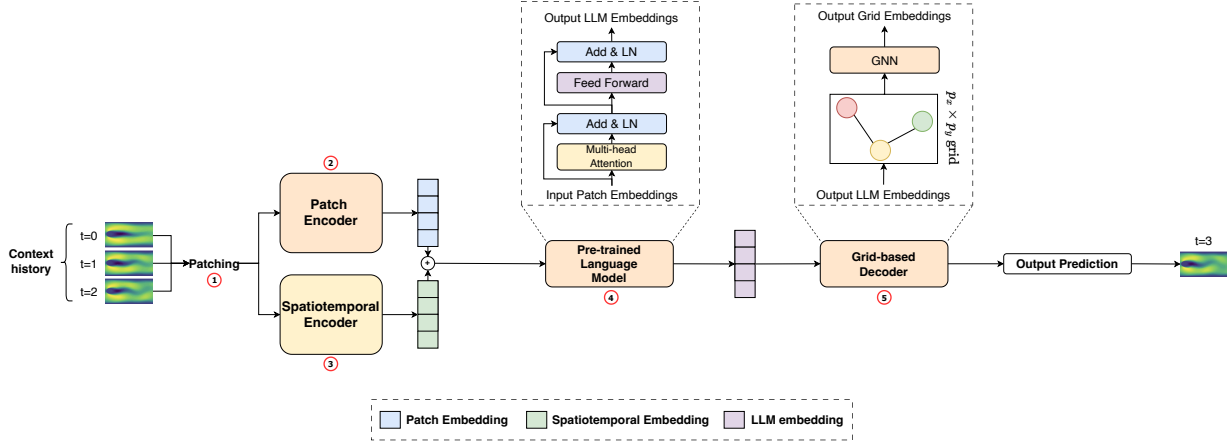 Context
history
t=0
t=1
t=2
Patching
1
2
Patch
Encoder
Spatiotemporal
Encoder
3
+
Output LLM Embeddings
Add & LN
Feed Forward
Add & LN
Multi-head
Attention
Input Patch Embeddings
Pre-trained
Language
Model
4
Output Grid Embeddings
GNN
p_x × p_y grid
Output LLM Embeddings
Grid-based
Decoder
5
Output Prediction
t=3
Patch Embedding
Spatiotemporal Embedding
LLM embedding